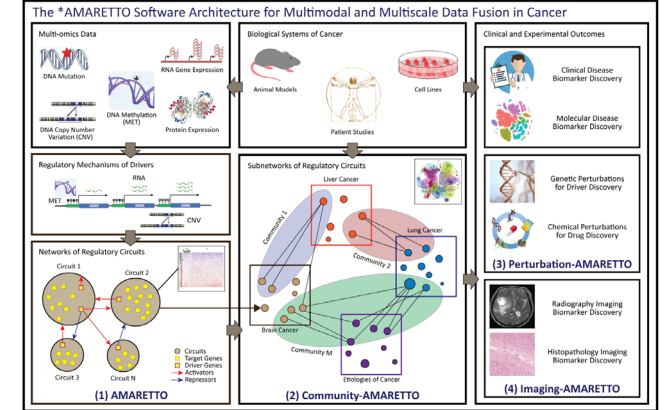 The *AMARETTO Software Architecture for Multimodal and Multiscale Data Fusion in Cancer
Multi-omics Data
DNA Mutation
RNA Gene Expression
DNA Methylation
(MET)
DNA Copy Number
Variation (CNV)
Protein Expression
Biological Systems of Cancer
Animal Models
Cell Lines
Patient Studies
Clinical and Experimental Outcomes
Clinical Disease
Biomarker Discovery
Molecular Disease
Biomarker Discovery
Regulatory Mechanisms of Drivers
RNA
MET
CNV
Networks of Regulatory Circuits
Circuit 1
Circuit 2
Circuit 3
Circuit N
Circuits
Target Genes
Driver Genes
Activators
Repressors
(1) AMARETTO
Subnetworks of Regulatory Circuits
Liver Cancer
Community 1
Lung Cancer
Community 2
Brain Cancer
Community M
Etiologies of Cancer
(2) Community-AMARETTO
Genetic Perturbations
for Driver Discovery
Chemical Perturbations
for Drug Discovery
(3) Perturbation-AMARETTO
Radiography Imaging
Biomarker Discovery
Histopathology Imaging
Biomarker Discovery
(4) Imaging-AMARETTO